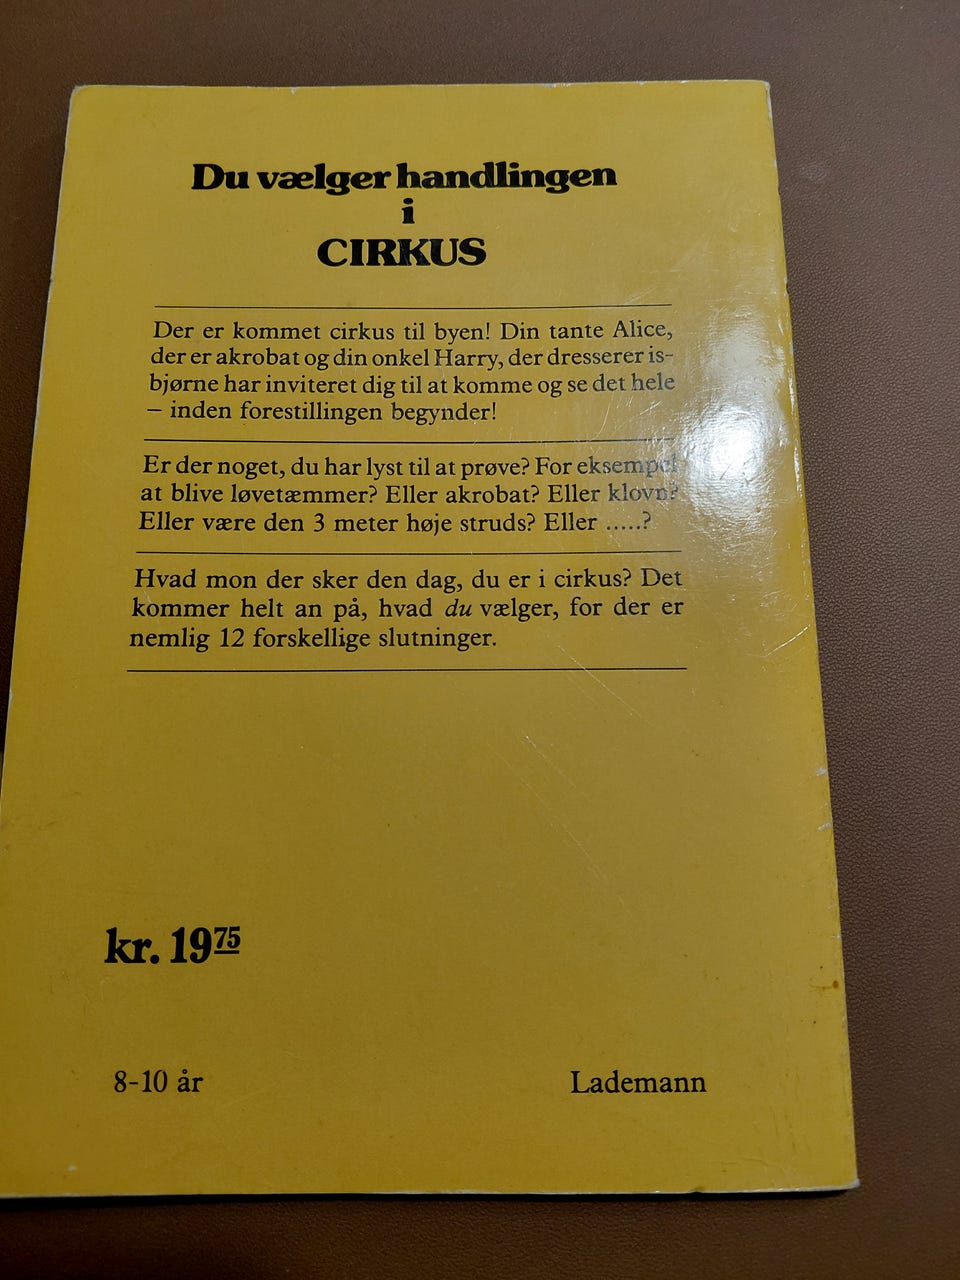 Du vælger handlingen
i
CIRKUS
Der er kommet cirkus til byen! Din tante Alice,
der er akrobat og din onkel Harry, der dresserer is-
bjørne har inviteret dig til at komme og se det hele
– inden forestillingen begynder!
Er der noget, du har lyst til at prøve? For eksempel
at blive løvetæmmer? Eller akrobat? Eller klovn?
Eller være den 3 meter høje struds? Eller .....?
Hvad mon der sker den dag, du er i cirkus? Det
kommer helt an på, hvad du vælger, for der er
nemlig 12 forskellige slutninger.
kr. 1975
8-10 år
Lademann